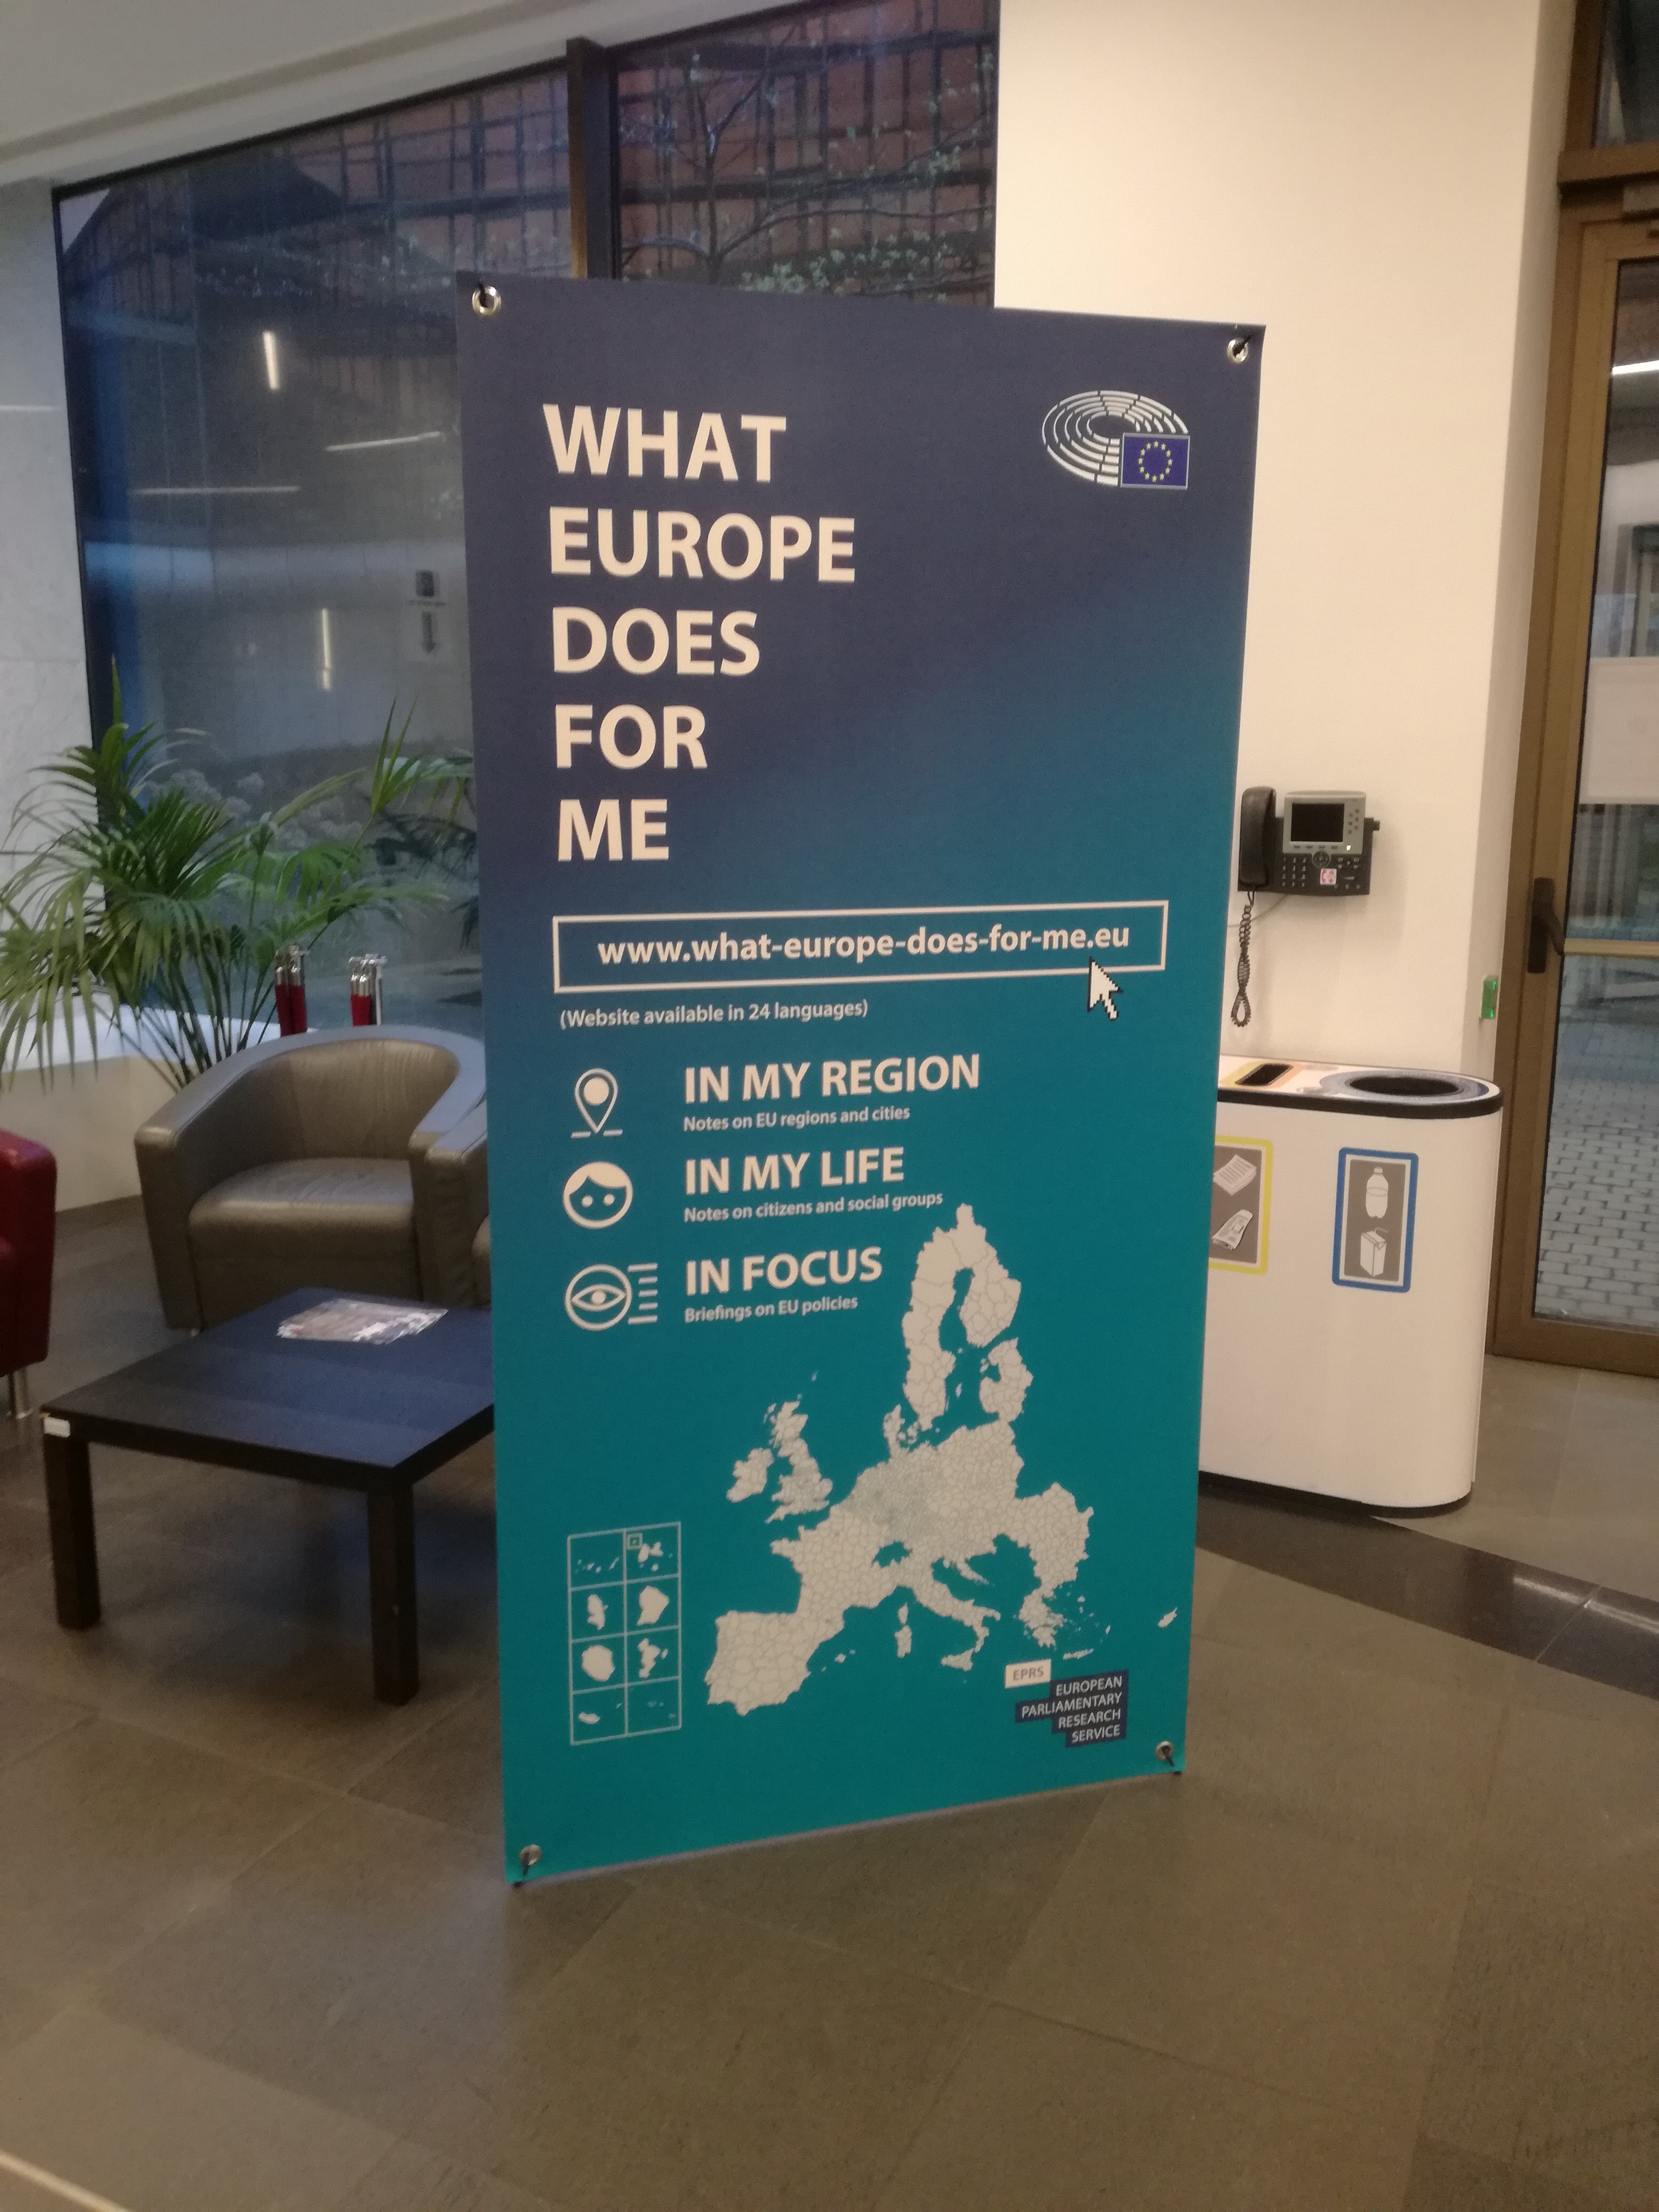 WHAT
EUROPE
DOES
FOR
ME
www.what-europe-does-for-me.eu
(Website available in 24 languages)
IN MY REGION
Notes on EU regions and cities
IN MY LIFE
Notes on citizens and social groups
IN FOCUS
Briefings on EU policies
EPRS
EUROPEAN
PARLIAMENTARY
RESEARCH
SERVICE